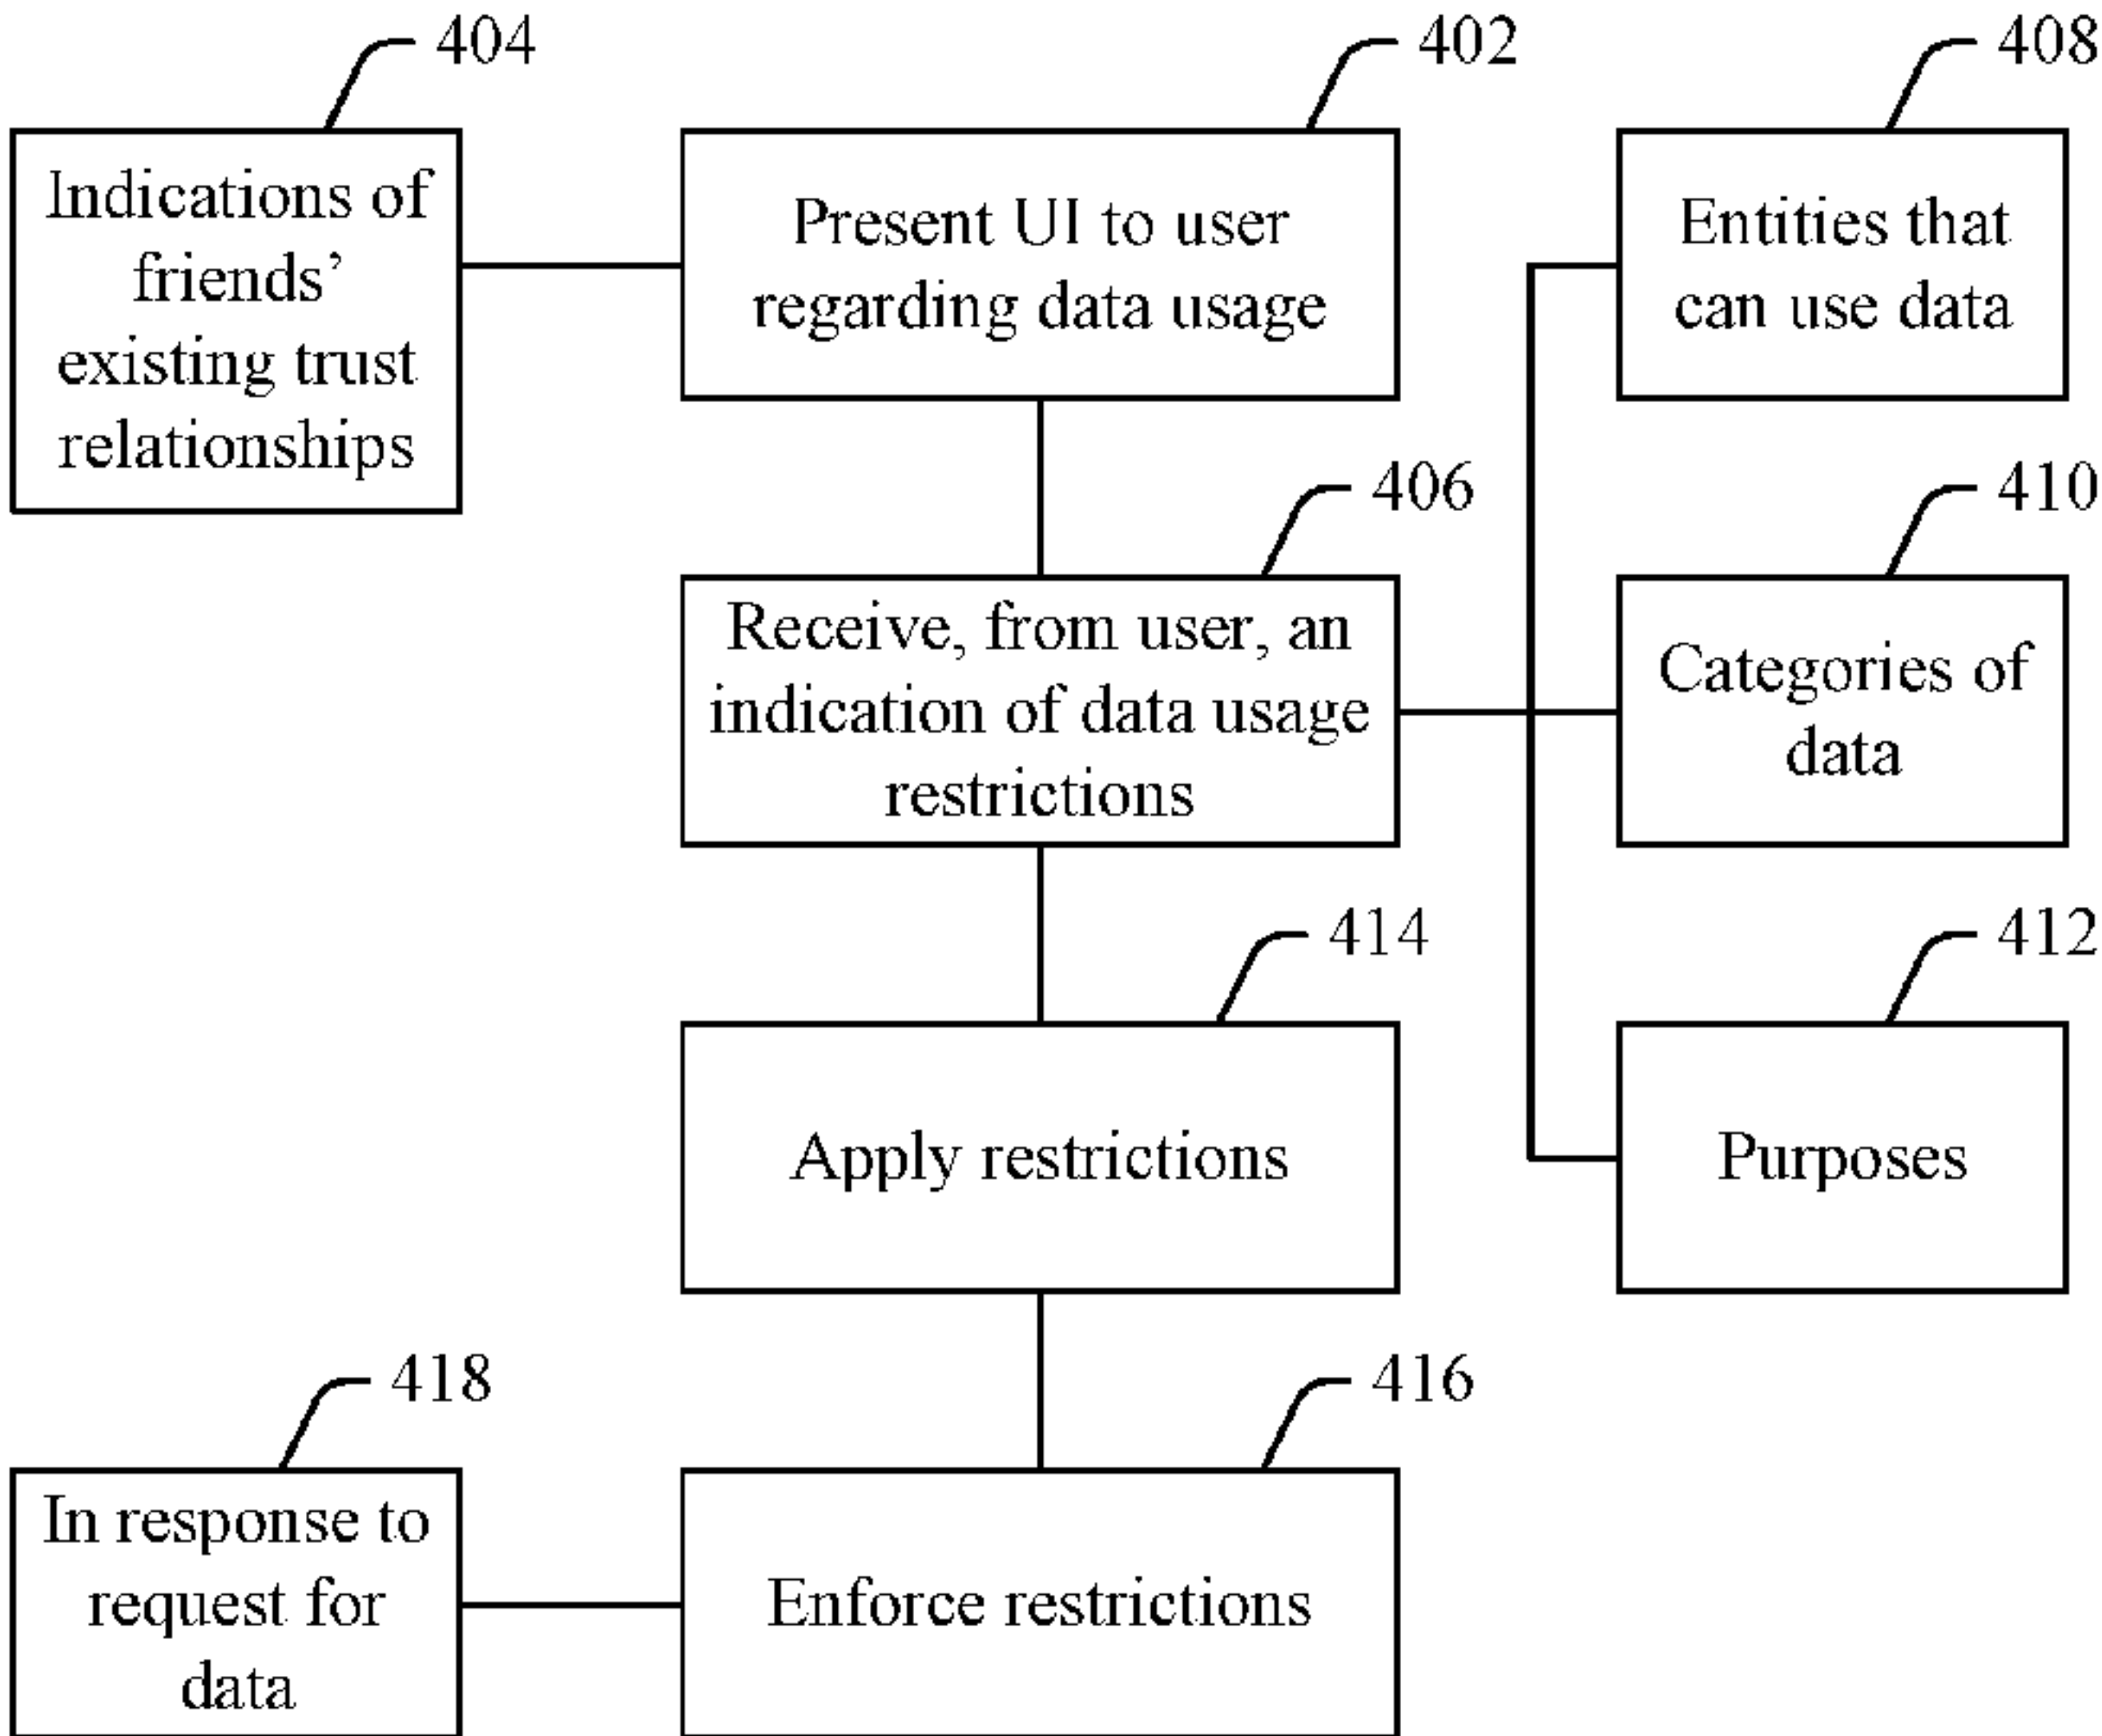 404
402
408
Indications of
friends’
existing trust
relationships
Present UI to user
regarding data usage
Entities that
can use data
406
410
Receive, from user, an
indication of data usage
restrictions
Categories of
data
414
412
Apply restrictions
Purposes
418
416
In response to
request for
data
Enforce restrictions